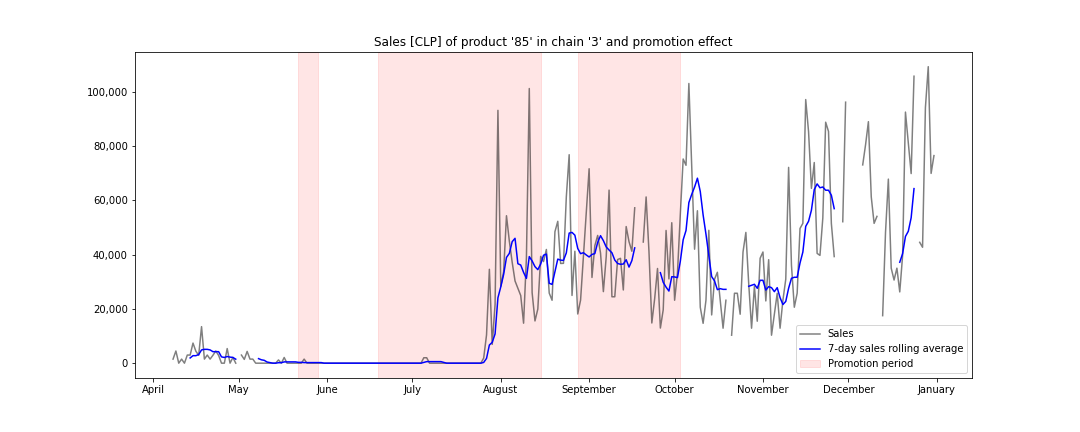 Sales [CLP] of product '85' in chain '3' and promotion effect
100,000
80,000
60,000
40,000
20,000
0
April May June July August September October November December January
Sales
7-day sales rolling average
Promotion period